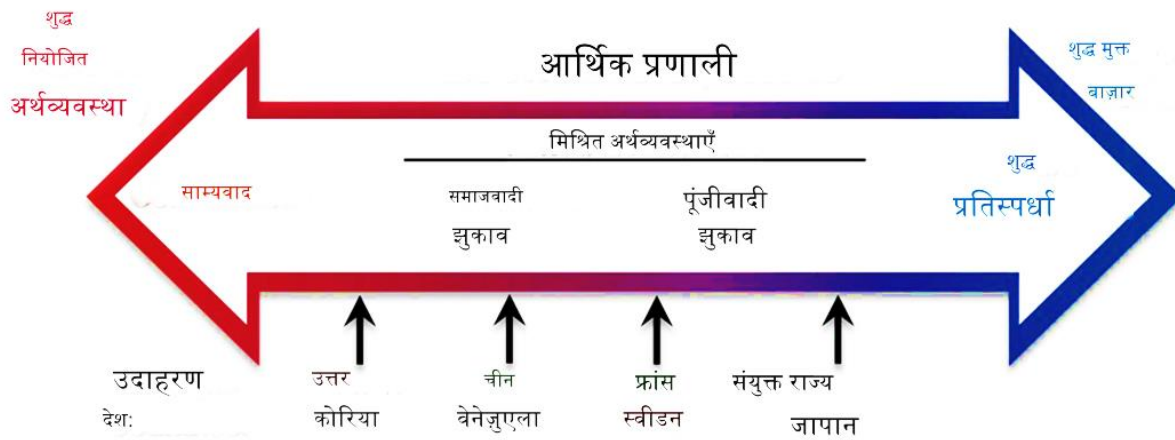 शुद्ध
नियोजित
अर्थव्यवस्था
आर्थिक प्रणाली
शुद्ध मुक्त
बाज़ार
मिश्रित अर्थव्यवस्थाएँ
साम्यवाद
समाजवादी
झुकाव
पूंजीवादी
झुकाव
शुद्ध
प्रतिस्पर्धा
उदाहरण
देश:
उत्तर
कोरिया
चीन
वेनेज़ुएला
फ्रांस
स्वीडन
संयुक्त राज्य
जापान